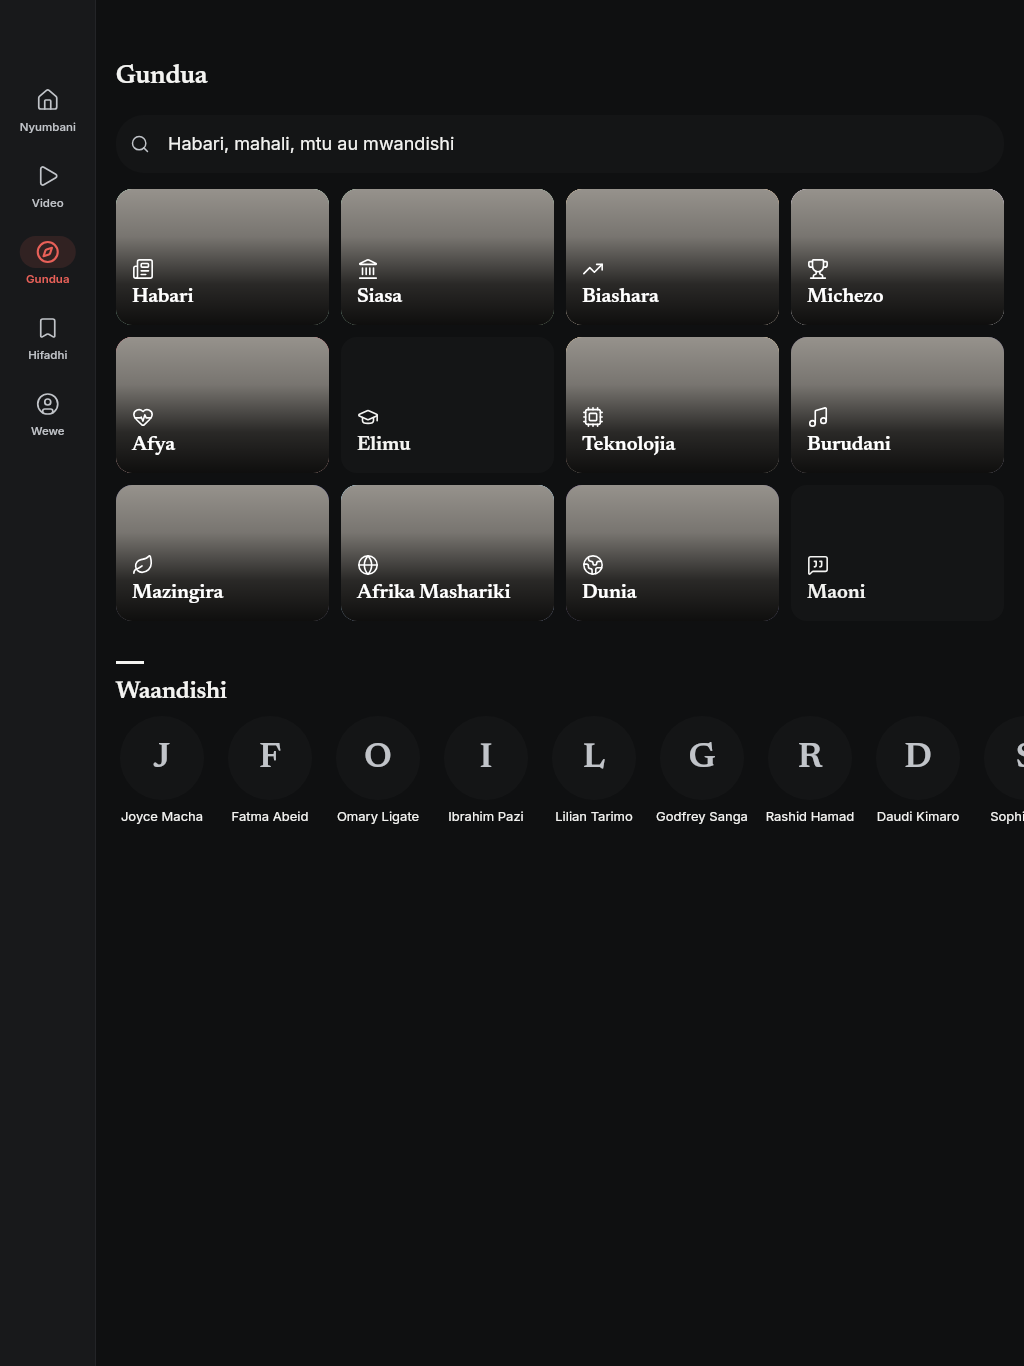 Nyumbani
Video
Gundua
Hifadhi
Wewe
Gundua
Habari, mahali, mtu au mwandishi
Habari
Siasa
Biashara
Michezo
Afya
Elimu
Teknolojia
Burudani
Mazingira
Afrika Mashariki
Dunia
Maoni
Waandishi
J
F
O
I
L
G
R
D
Joyce Macha
Fatma Abeid
Omary Ligate
Ibrahim Pazi
Lilian Tarimo
Godfrey Sanga
Rashid Hamad
Daudi Kimaro